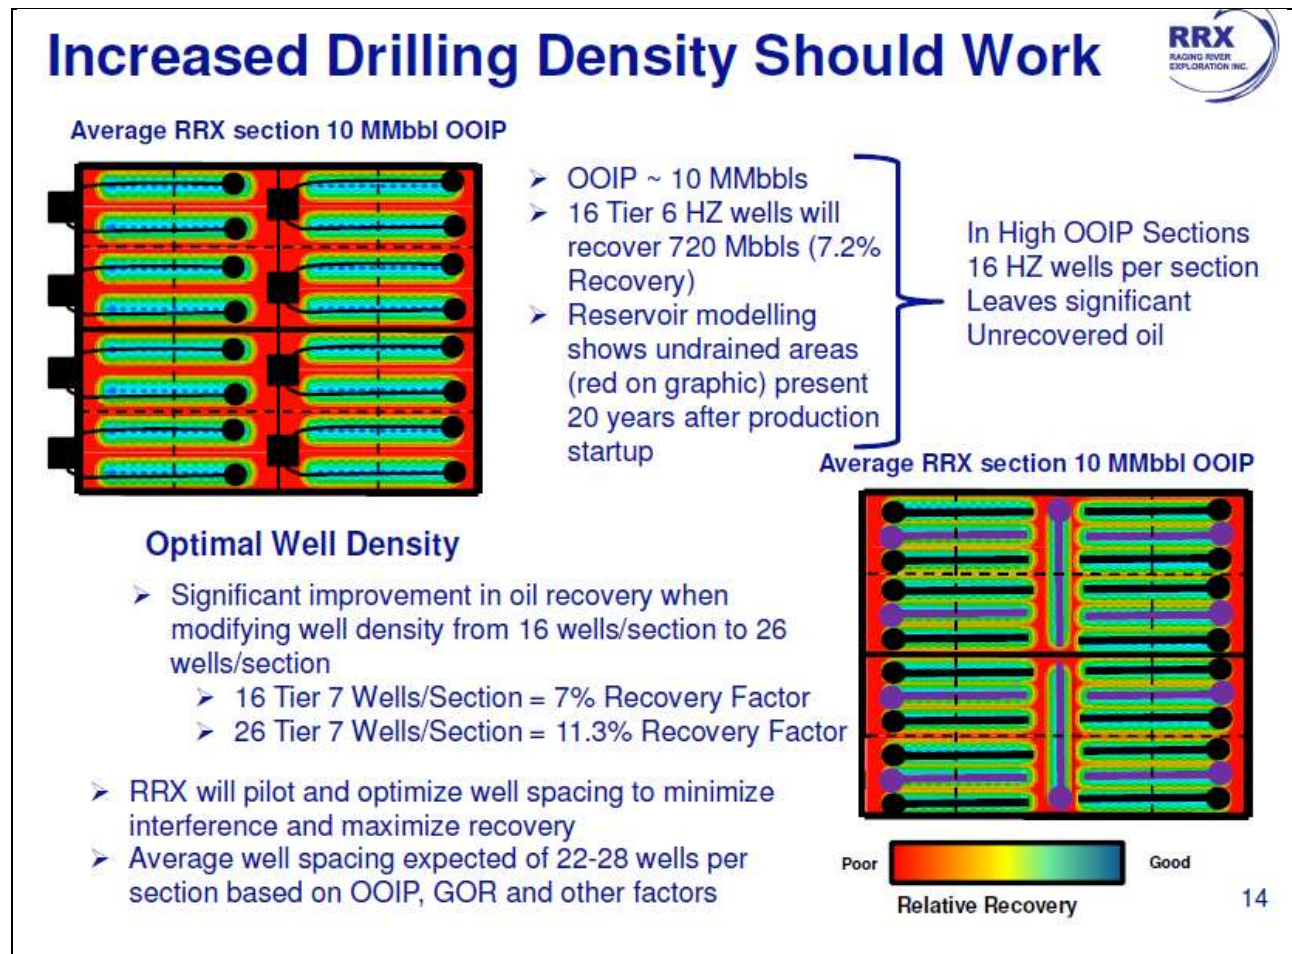 Increased Drilling Density Should Work
RRX
RAGING RIVER
EXPLORATION INC.
Average RRX section 10 MMbbl OOIP
➢ OOIP ~ 10 MMbbls
➢ 16 Tier 6 HZ wells will
recover 720 Mbbls (7.2%
Recovery)
➢ Reservoir modelling
shows undrained areas
(red on graphic) present
20 years after production
startup
In High OOIP Sections
16 HZ wells per section
Leaves significant
Unrecovered oil
Average RRX section 10 MMbbl OOIP
Optimal Well Density
➢ Significant improvement in oil recovery when
modifying well density from 16 wells/section to 26
wells/section
➢ 16 Tier 7 Wells/Section = 7% Recovery Factor
➢ 26 Tier 7 Wells/Section = 11.3% Recovery Factor
➢ RRX will pilot and optimize well spacing to minimize
interference and maximize recovery
➢ Average well spacing expected of 22-28 wells per
section based on OOIP, GOR and other factors
Poor
Good
Relative Recovery
14